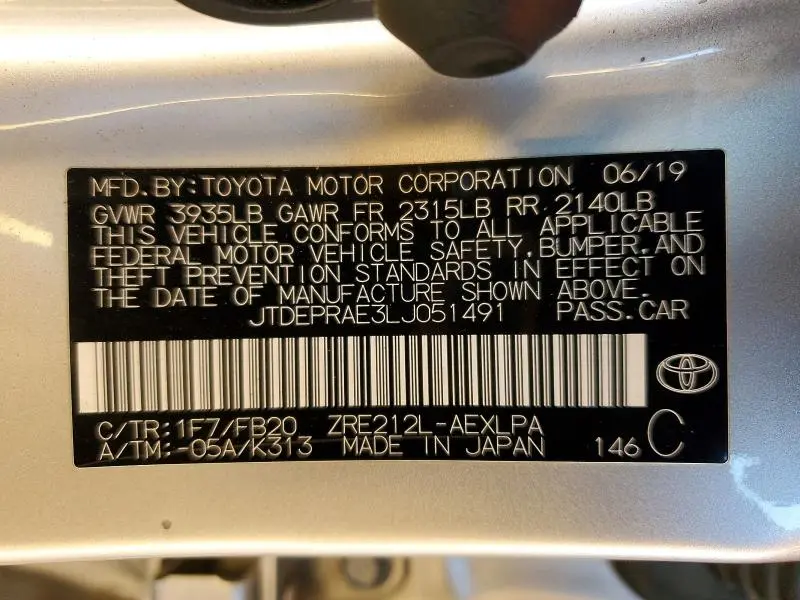 MFD. BY: TOYOTA MOTOR CORPORATION 06/19
GVWR 3935LB GAWR FR 2315LB RR 2140LB
THIS VEHICLE CONFORMS TO ALL APPLICABLE
FEDERAL MOTOR VEHICLE SAFETY, BUMPER, AND
THEFT PREVENTION STANDARDS IN EFFECT ON
THE DATE OF MANUFACTURE SHOWN ABOVE.
JTDEPRAE3LJ051491 PASS.CAR
C/TR:1F7/FB20 ZRE212L-AEXLPA
A/TM:-05A/K313 MADE IN JAPAN 146 C